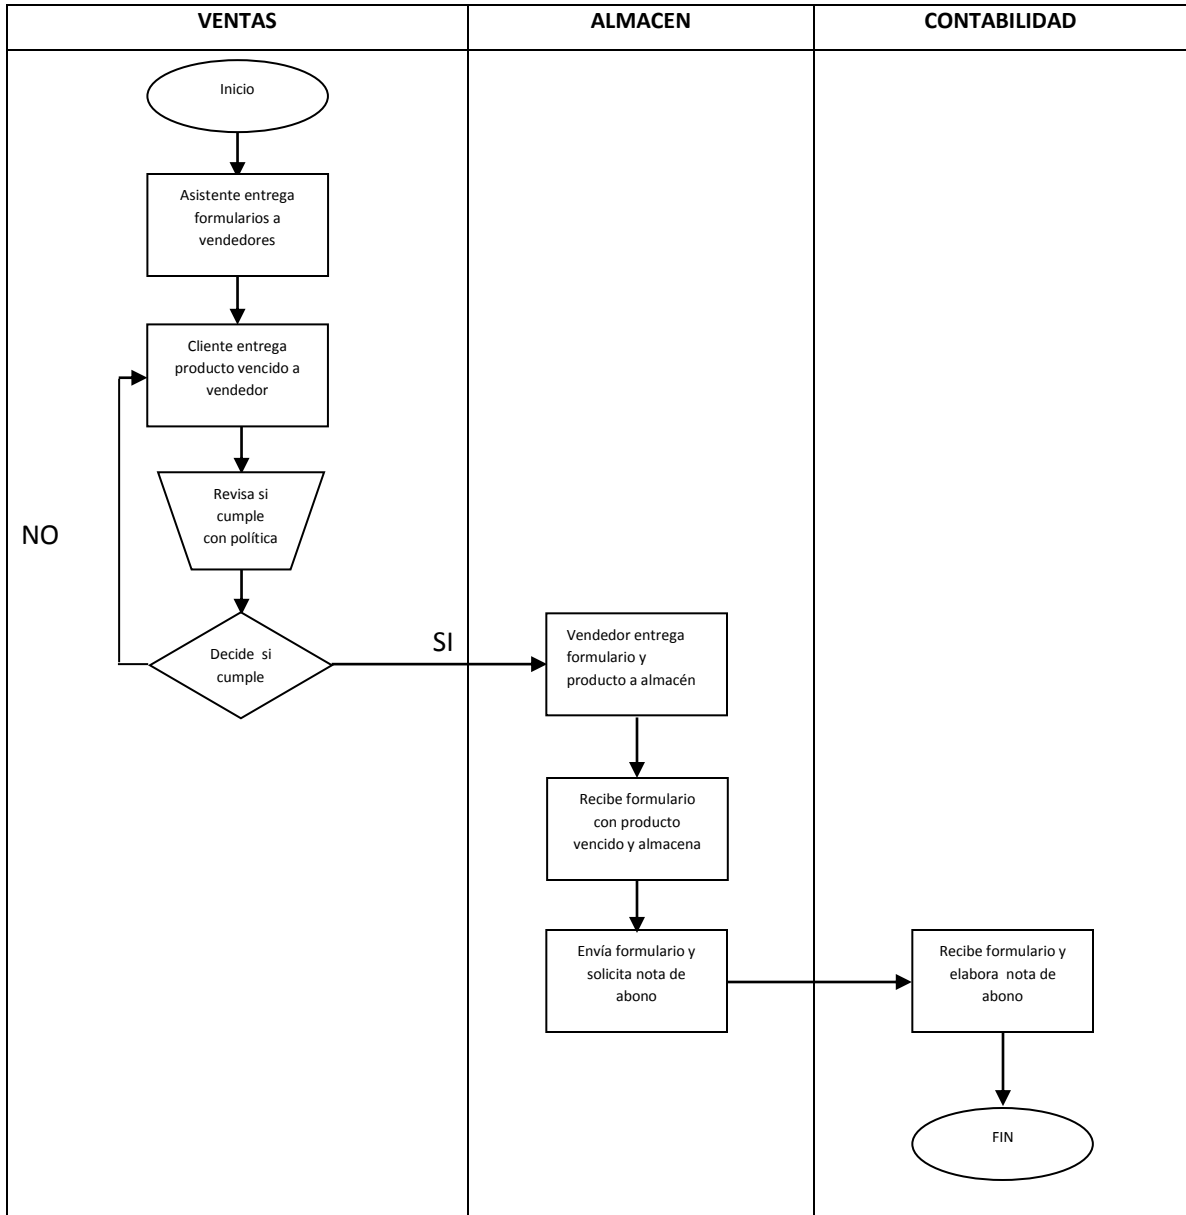 VENTAS
ALMACEN
CONTABILIDAD
Inicio
Asistente entrega
formularios a
vendedores
Cliente entrega
producto vencido a
vendedor
Revisa si
cumple
con política
NO
Decide si
cumple
SI
Vendedor entrega
formulario y
producto a almacén
Recibe formulario
con producto
vencido y almacena
Envía formulario y
solicita nota de
abono
Recibe formulario y
elabora nota de
abono
FIN